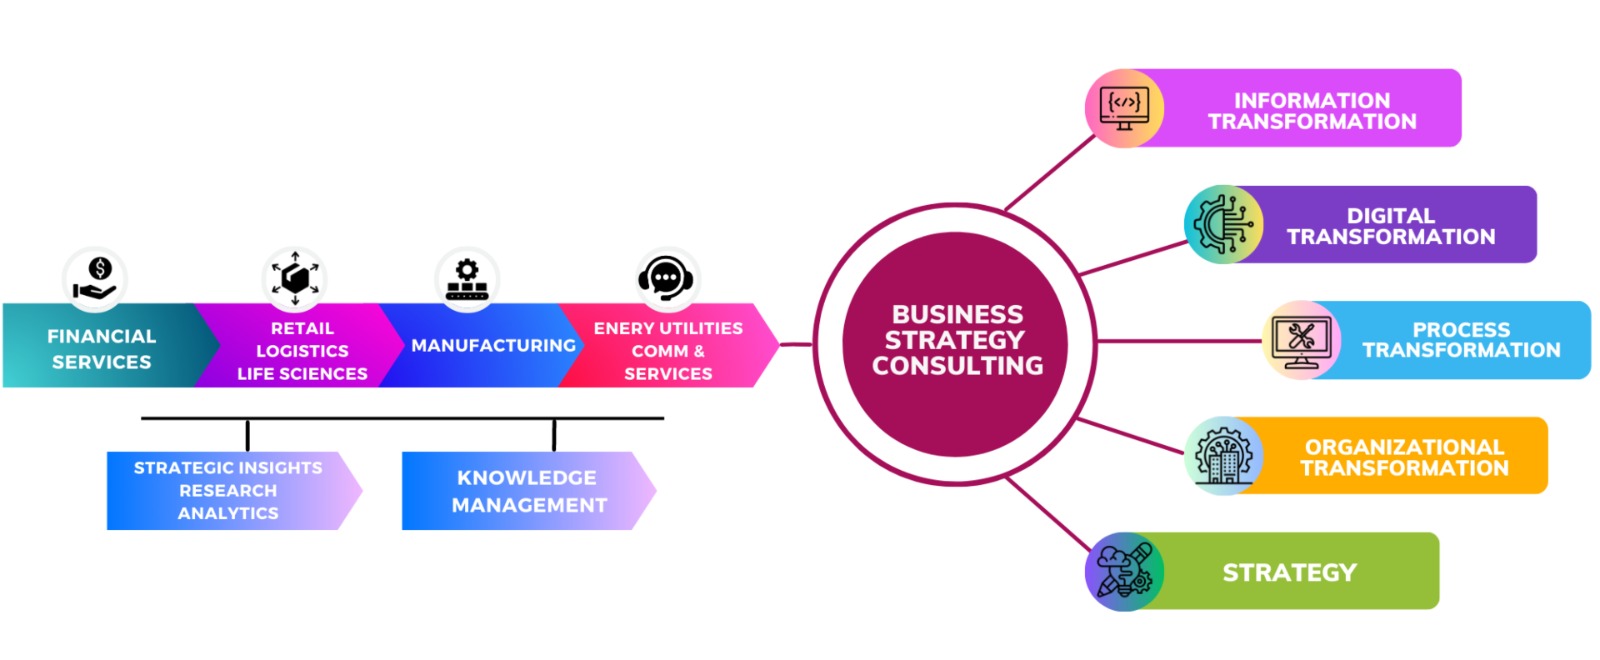 FINANCIAL
SERVICES
RETAIL
LOGISTICS
LIFE SCIENCES
MANUFACTURING
ENERY UTILITIES
COMM &
SERVICES
STRATEGIC INSIGHTS
RESEARCH
ANALYTICS
KNOWLEDGE
MANAGEMENT
BUSINESS
STRATEGY
CONSULTING
INFORMATION
TRANSFORMATION
DIGITAL
TRANSFORMATION
PROCESS
TRANSFORMATION
ORGANIZATIONAL
TRANSFORMATION
STRATEGY